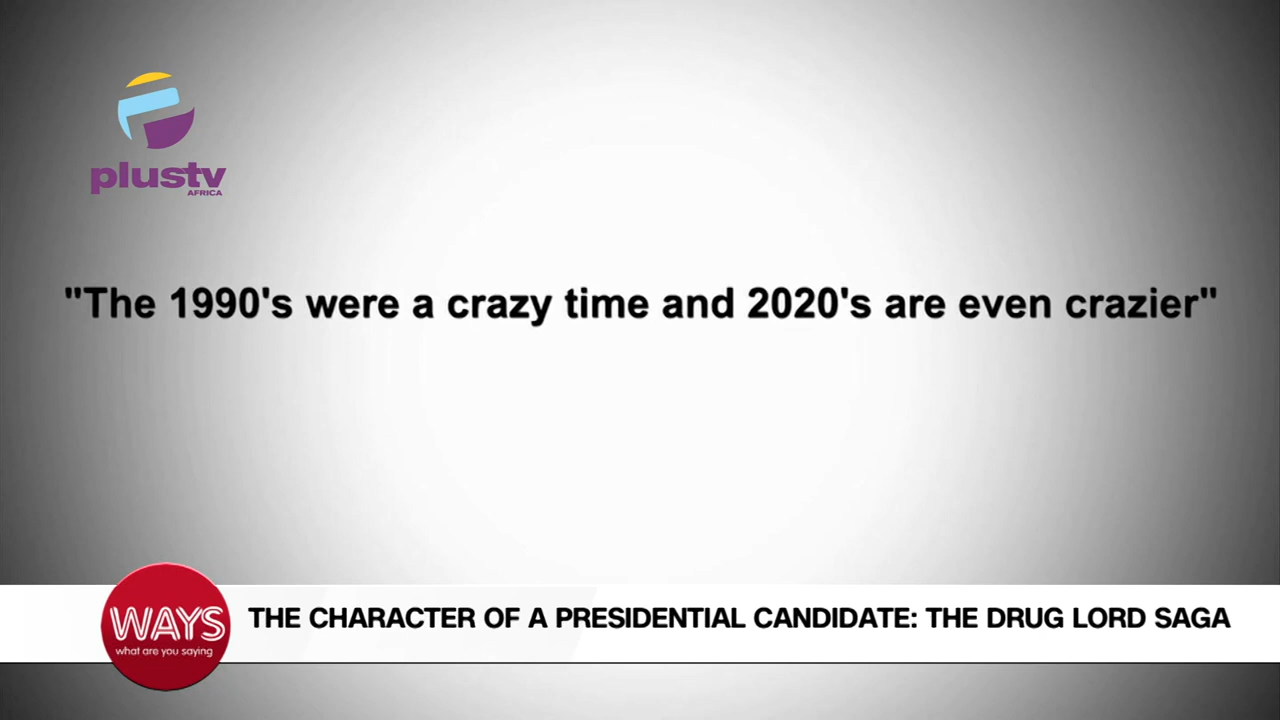 plustv
AFRICA
"The 1990's were a crazy time and 2020's are even crazier"
WAYS
what are you saying
THE CHARACTER OF A PRESIDENTIAL CANDIDATE: THE DRUG LORD SAGA